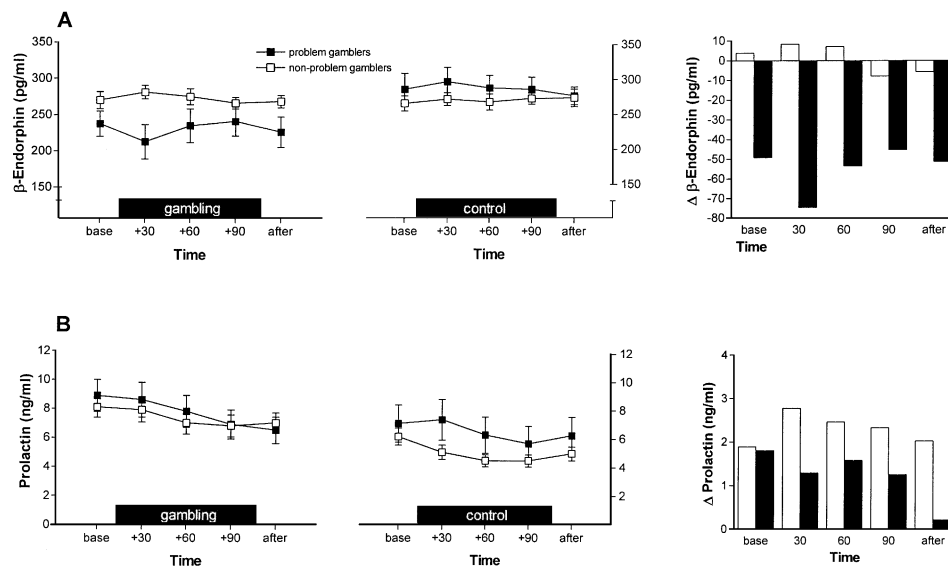 A
β-Endorphin (pg/ml)
350
300
250
200
150
problem gamblers
non-problem gamblers
gambling
base +30 +60 +90 after
Time
control
base +30 +60 +90 after
Time
350
300
250
200
150
Δ β-Endorphin (pg/ml)
10
0
-10
-20
-30
-40
-50
-60
-70
-80
base 30 60 90 after
Time
B
Prolactin (ng/ml)
12
10
8
6
4
2
0
gambling
base +30 +60 +90 after
Time
control
base +30 +60 +90 after
Time
12
10
8
6
4
2
Δ Prolactin (ng/ml)
4
3
2
1
0
base 30 60 90 after
Time